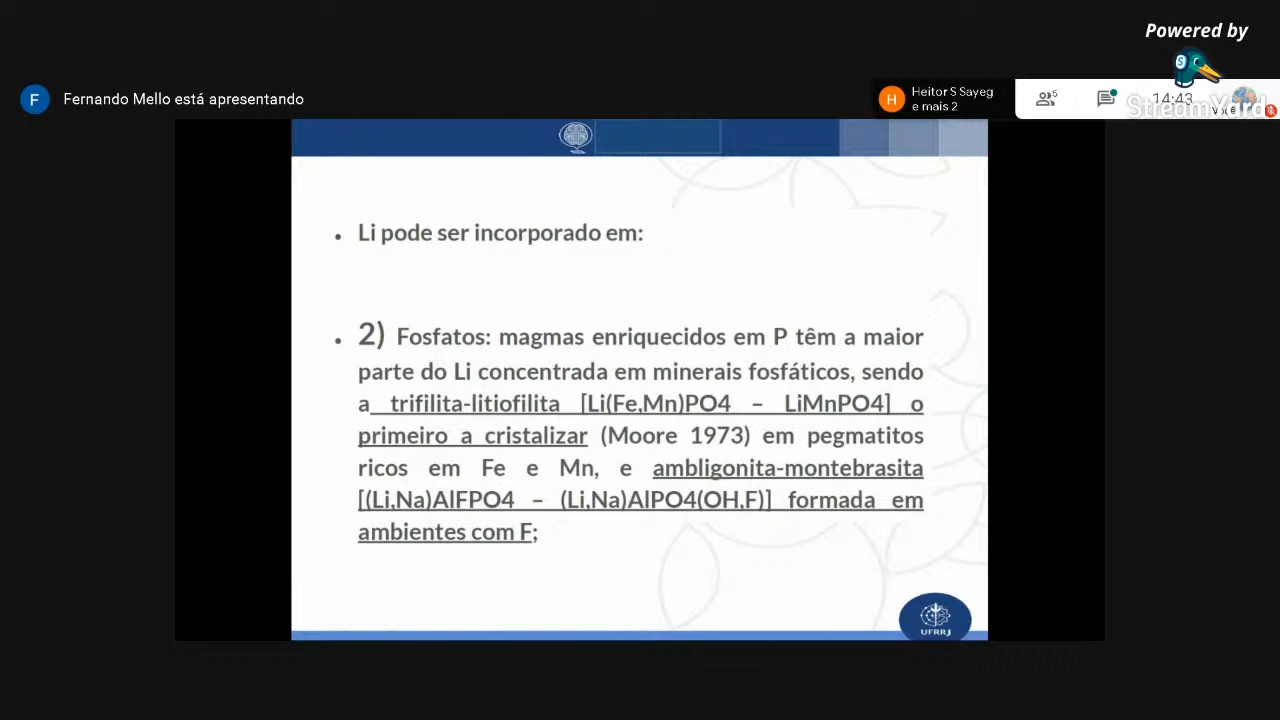 Powered by
StreamYard
F
Fernando Mello está apresentando
H
Heitor S Sayeg
e mais 2
5
14:43
Você
• Li pode ser incorporado em:
• 2) Fosfatos: magmas enriquecidos em P têm a maior
parte do Li concentrada em minerais fosfáticos, sendo
a trifilita-litiofilita [Li(Fe,Mn)PO4 – LiMnPO4] o
primeiro a cristalizar (Moore 1973) em pegmatitos
ricos em Fe e Mn, e ambligonita-montebrasita
[(Li,Na)AlFPO4 – (Li,Na)AlPO4(OH,F)] formada em
ambientes com F;
UFRRJ